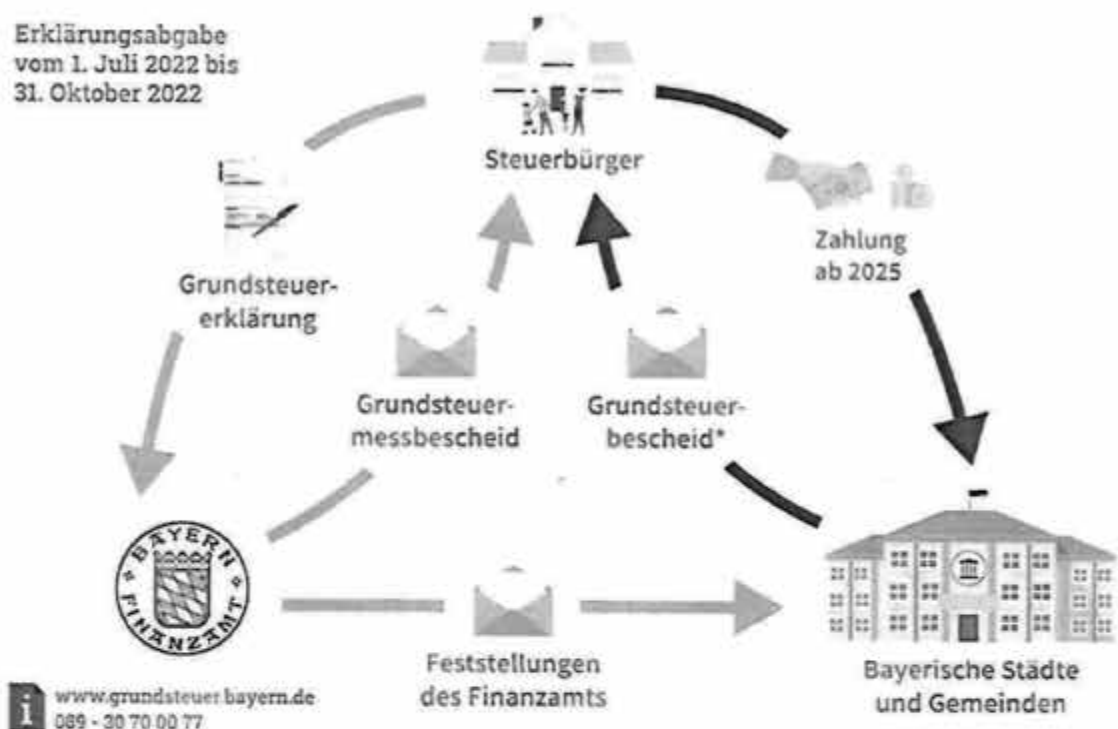 Erklärungsabgabe
vom 1. Juli 2022 bis
31. Oktober 2022
Steuerbürger
Zahlung
ab 2025
Grundsteuer-
erklärung
Grundsteuer-
messbescheid
Grundsteuer-
bescheid*
BAYERN
FINANZAMT
Feststellungen
des Finanzamts
Bayerische Städte
und Gemeinden
i
www.grundsteuer.bayern.de
089 - 30 70 00 77